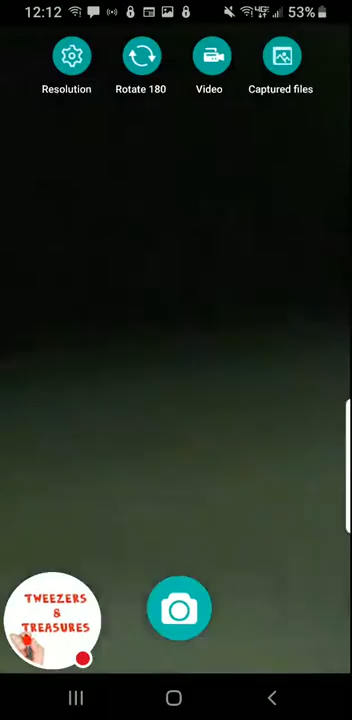 12:12
53%
Resolution
Rotate 180
Video
Captured files
TWEEZERS
&
TREASURES